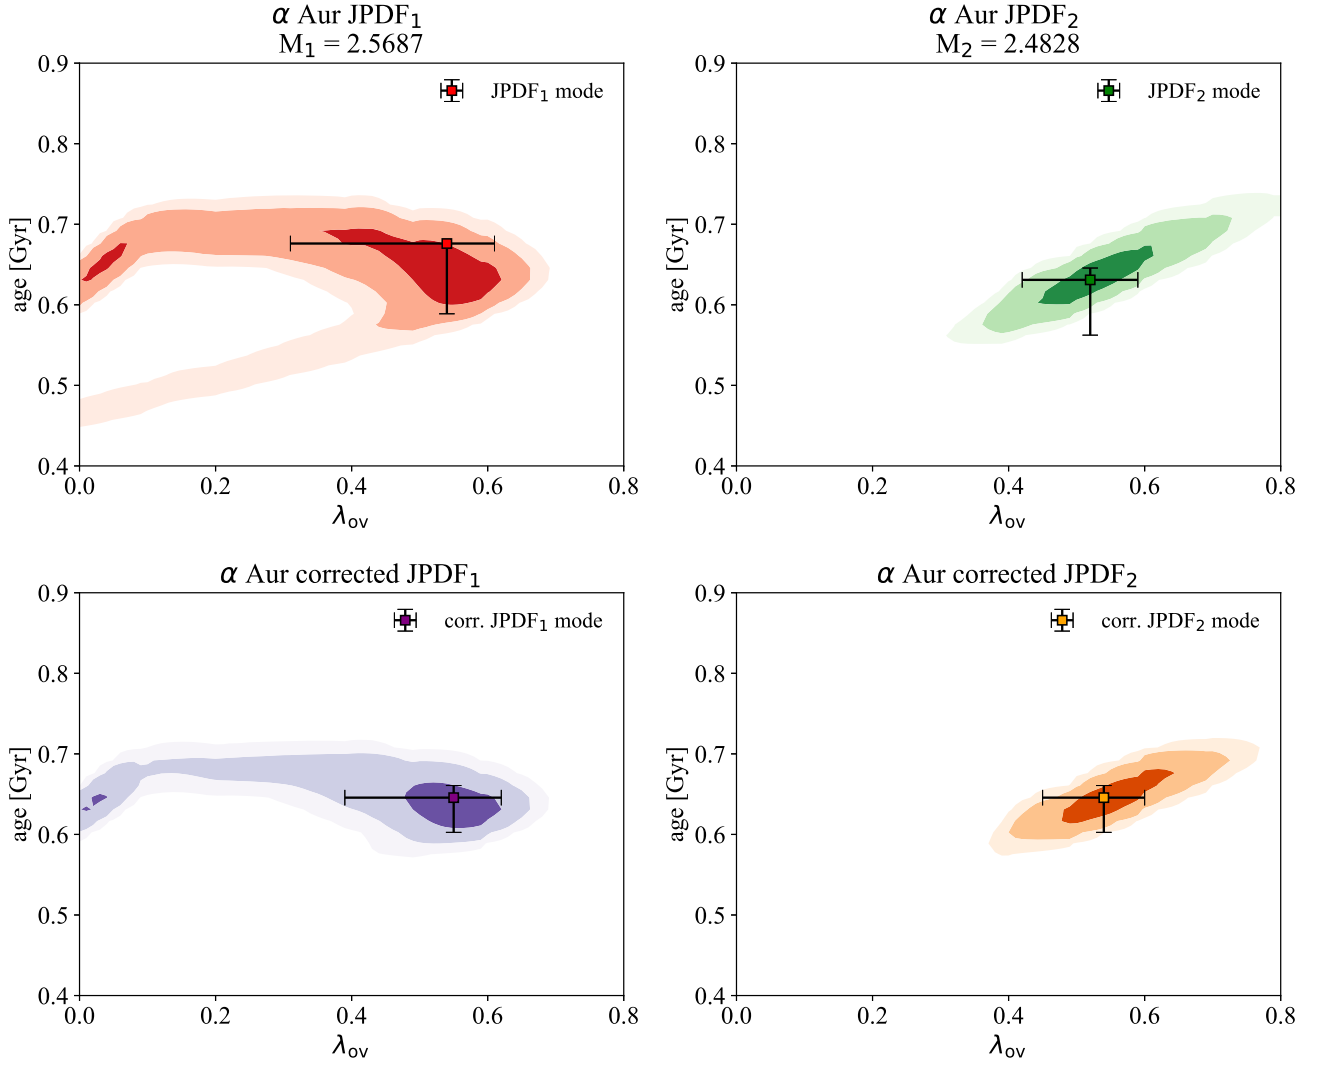 α Aur JPDF₁
M₁ = 2.5687
JPDF₁ mode
0.9
0.8
0.7
0.6
0.5
0.4
age [Gyr]
0.0 0.2 0.4 0.6 0.8
λ_ov
α Aur JPDF₂
M₂ = 2.4828
JPDF₂ mode
0.9
0.8
0.7
0.6
0.5
0.4
age [Gyr]
0.0 0.2 0.4 0.6 0.8
λ_ov
α Aur corrected JPDF₁
corr. JPDF₁ mode
0.9
0.8
0.7
0.6
0.5
0.4
age [Gyr]
0.0 0.2 0.4 0.6 0.8
λ_ov
α Aur corrected JPDF₂
corr. JPDF₂ mode
0.9
0.8
0.7
0.6
0.5
0.4
age [Gyr]
0.0 0.2 0.4 0.6 0.8
λ_ov